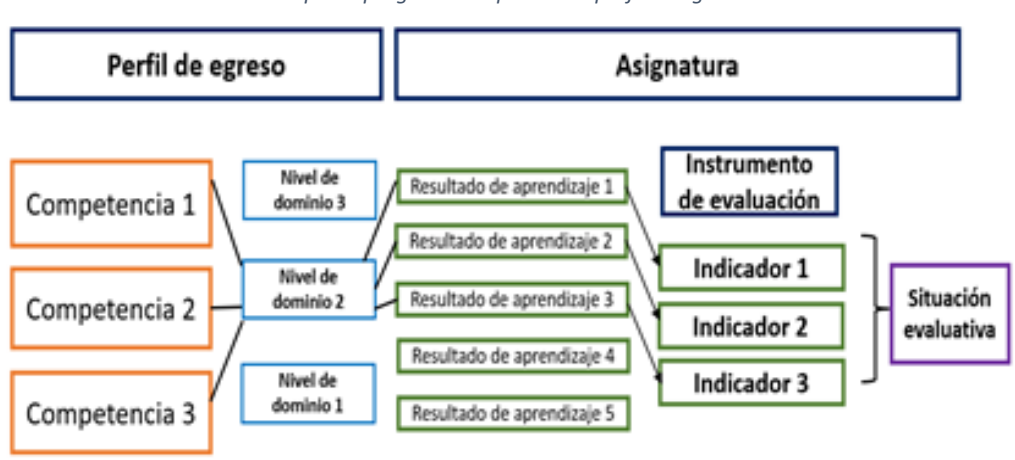 Perfil de egreso
Asignatura
Competencia 1
Competencia 2
Competencia 3
Nivel de
dominio 3
Nivel de
dominio 2
Nivel de
dominio 1
Resultado de aprendizaje 1
Resultado de aprendizaje 2
Resultado de aprendizaje 3
Resultado de aprendizaje 4
Resultado de aprendizaje 5
Instrumento
de evaluación
Indicador 1
Indicador 2
Indicador 3
Situación
evaluativa